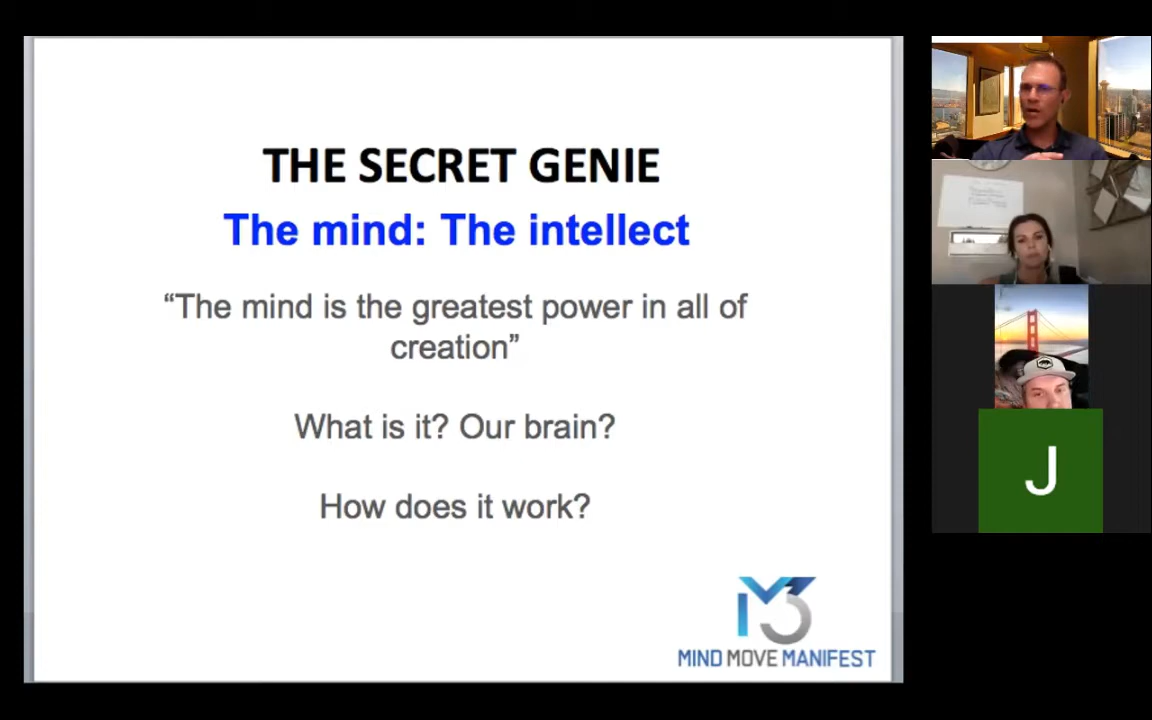 THE SECRET GENIE
The mind: The intellect
“The mind is the greatest power in all of
creation”
What is it? Our brain?
How does it work?
M3
MIND MOVE MANIFEST
J